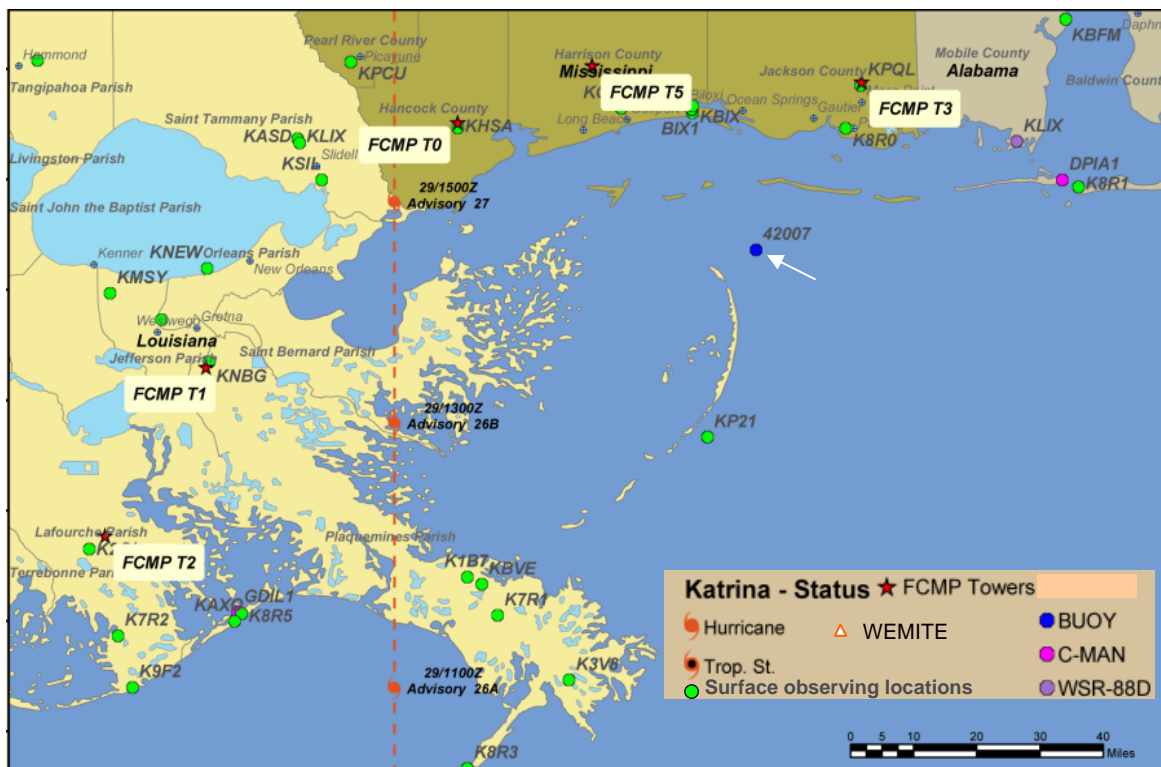 Hammond
Pearl River County
Picayune
KPCU
Harrison County
Mississippi
Jackson County
KPQL
Mobile County
Alabama
KBFM
Baldwin
Tangipahoa Parish
Hancock County
KHSA
FCMP T0
FCMP T5
Biloxi
Ocean Springs
Gautier
FCMP T3
Long Beach
KBIX
BIX1
K8R0
KLIX
DPIA1
K8R1
Saint Tammany Parish
KASD
KLIX
KSIL
Slidell
Livingston Parish
Saint John the Baptist Parish
29/1500Z
Advisory 27
42007
Kenner
KNEW
Orleans Parish
New Orleans
KMSY
Westwego
Gretna
Louisiana
Jefferson Parish
Saint Bernard Parish
KNBG
FCMP T1
29/1300Z
Advisory 26B
KP21
Lafourche Parish
FCMP T2
Plaquemines Parish
K1B7
KBVE
K7R1
KAXO
GDIL1
K8R5
K7R2
K9F2
29/1100Z
Advisory 26A
K3V8
K8R3
Katrina - Status
FCMP Towers
Hurricane
WEMITE
BUOY
Trop. St.
C-MAN
Surface observing locations
WSR-88D
0 5 10 20 30 40
Miles